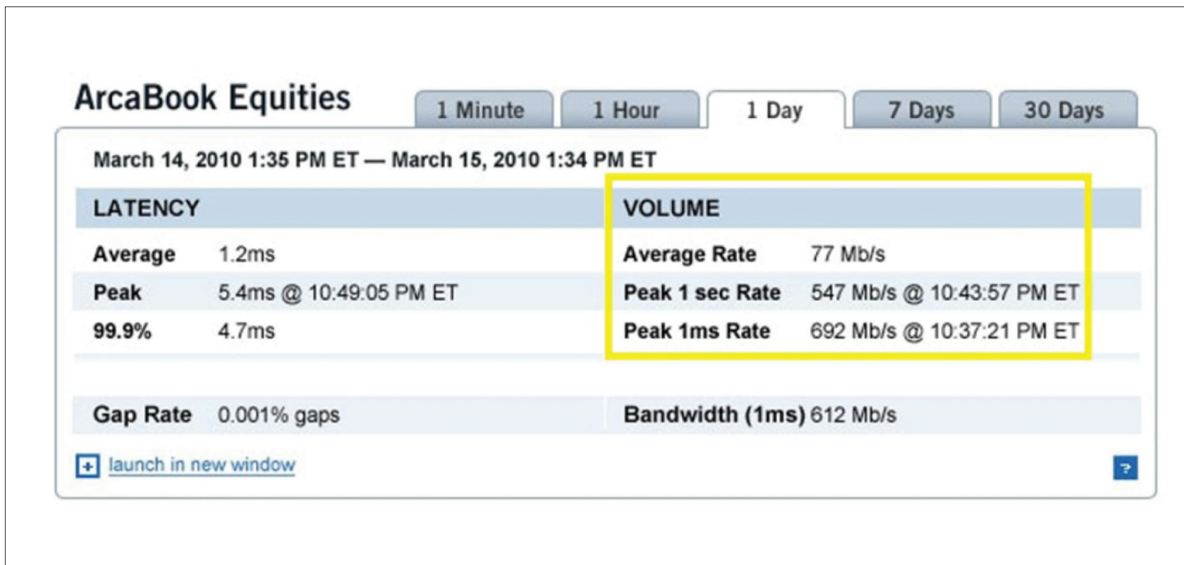 ArcaBook Equities
1 Minute
1 Hour
1 Day
7 Days
30 Days
March 14, 2010 1:35 PM ET — March 15, 2010 1:34 PM ET
LATENCY
VOLUME
Average 1.2ms
Average Rate 77 Mb/s
Peak 5.4ms @ 10:49:05 PM ET
Peak 1 sec Rate 547 Mb/s @ 10:43:57 PM ET
99.9% 4.7ms
Peak 1ms Rate 692 Mb/s @ 10:37:21 PM ET
Gap Rate 0.001% gaps
Bandwidth (1ms) 612 Mb/s
+ launch in new window
?